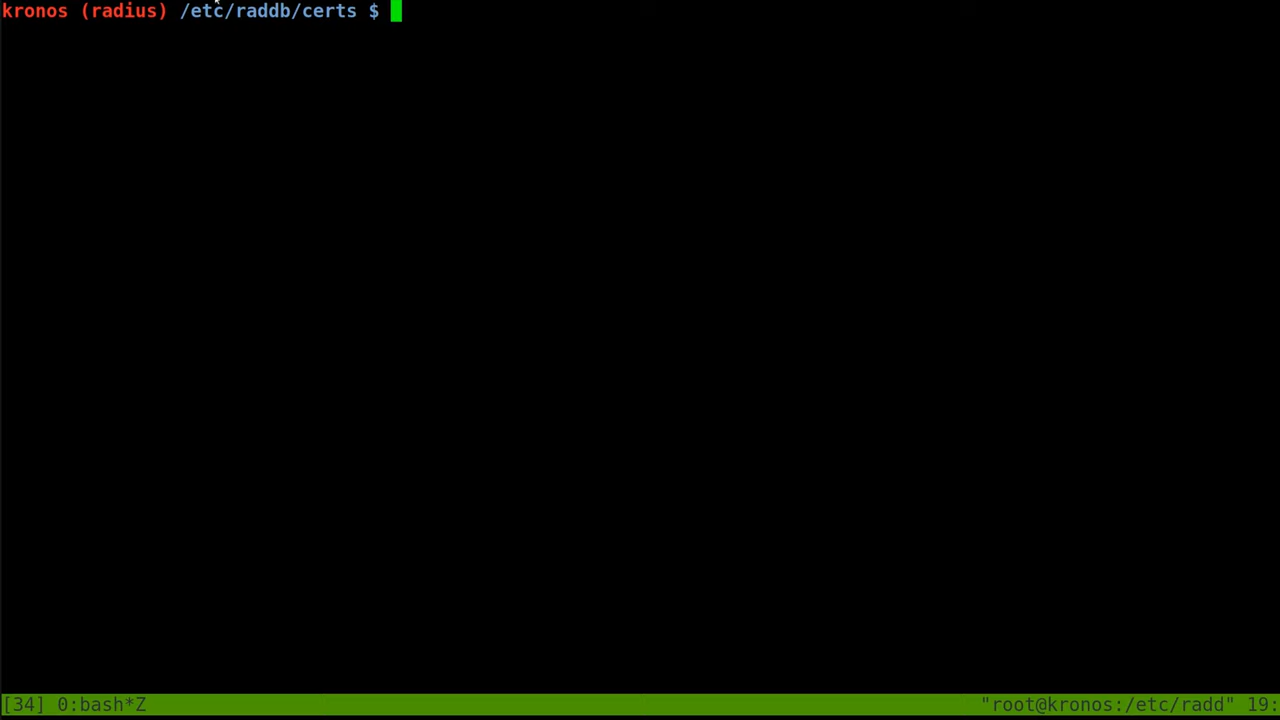 kronos (radius) /etc/raddb/certs $
[34] 0:bash*Z "root@kronos:/etc/radd" 19: